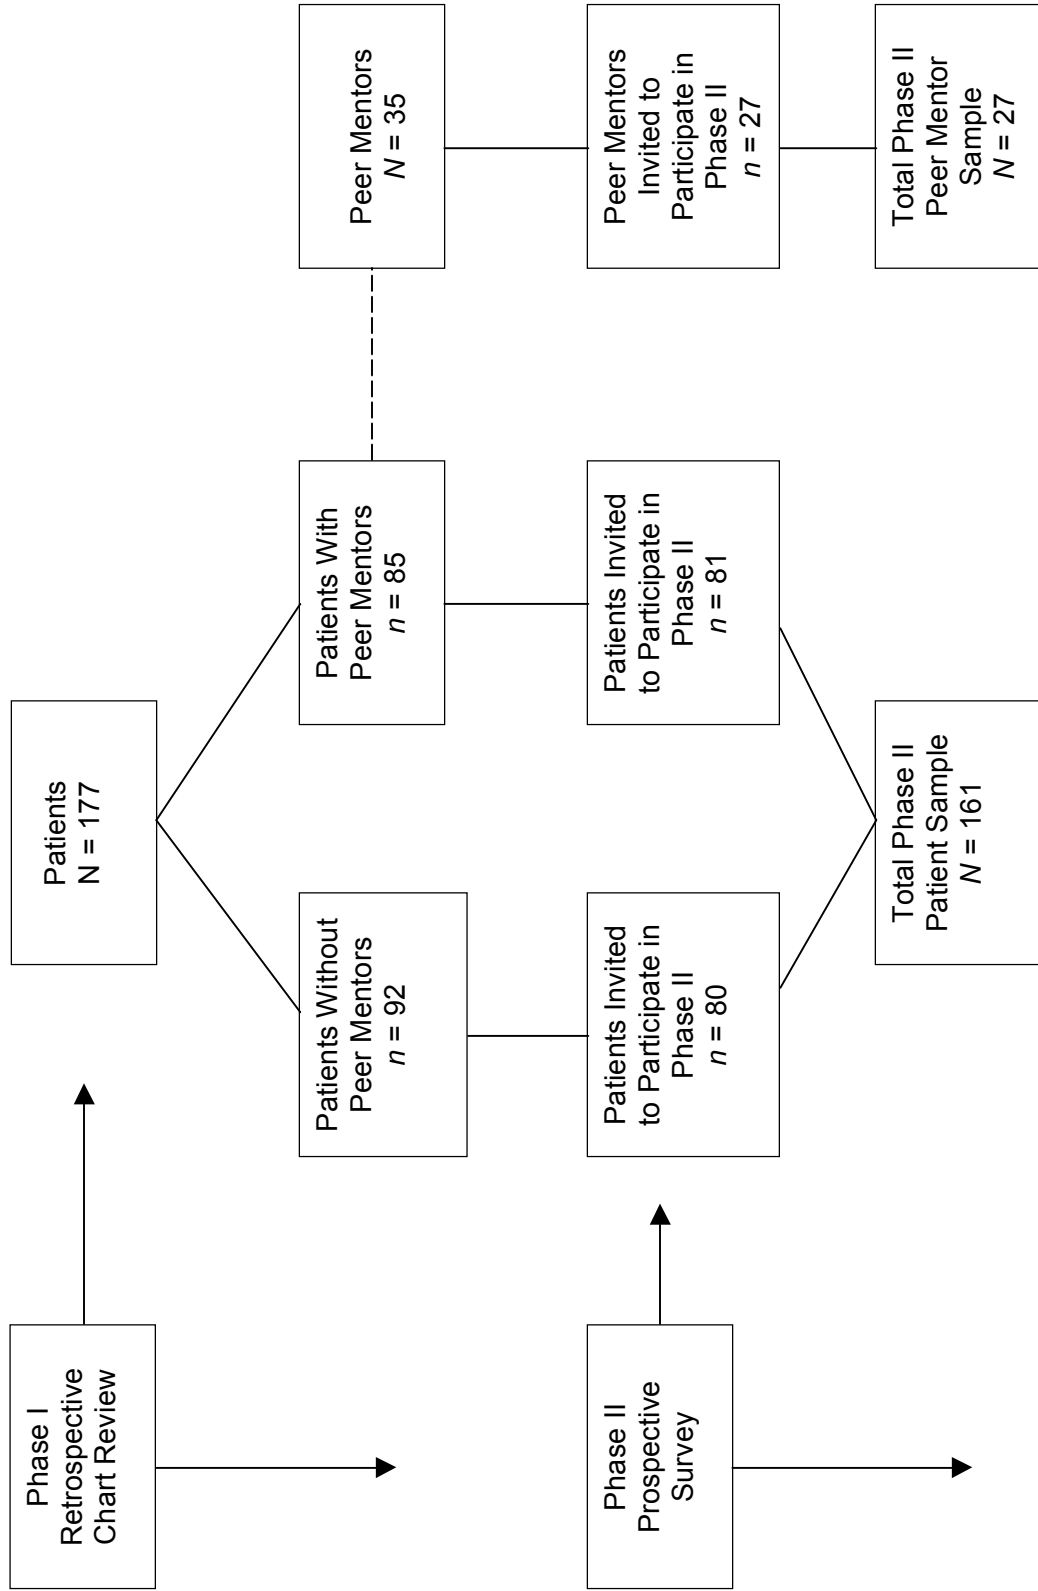 Phase I
Retrospective
Chart Review
Patients
N = 177
Patients Without
Peer Mentors
n = 92
Patients With
Peer Mentors
n = 85
Peer Mentors
N = 35
Phase II
Prospective
Survey
Patients Invited
to Participate in
Phase II
n = 80
Patients Invited
to Participate in
Phase II
n = 81
Peer Mentors
Invited to
Participate in
Phase II
n = 27
Total Phase II
Patient Sample
N = 161
Total Phase II
Peer Mentor
Sample
N = 27